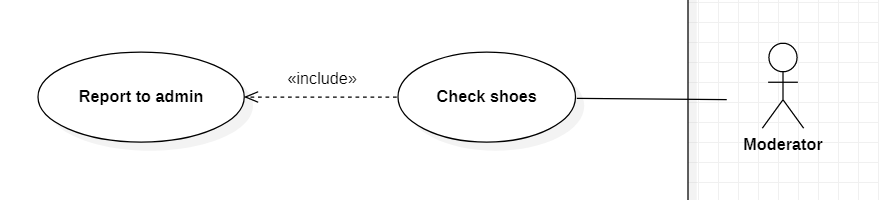 «include»
Report to admin
Check shoes
Moderator